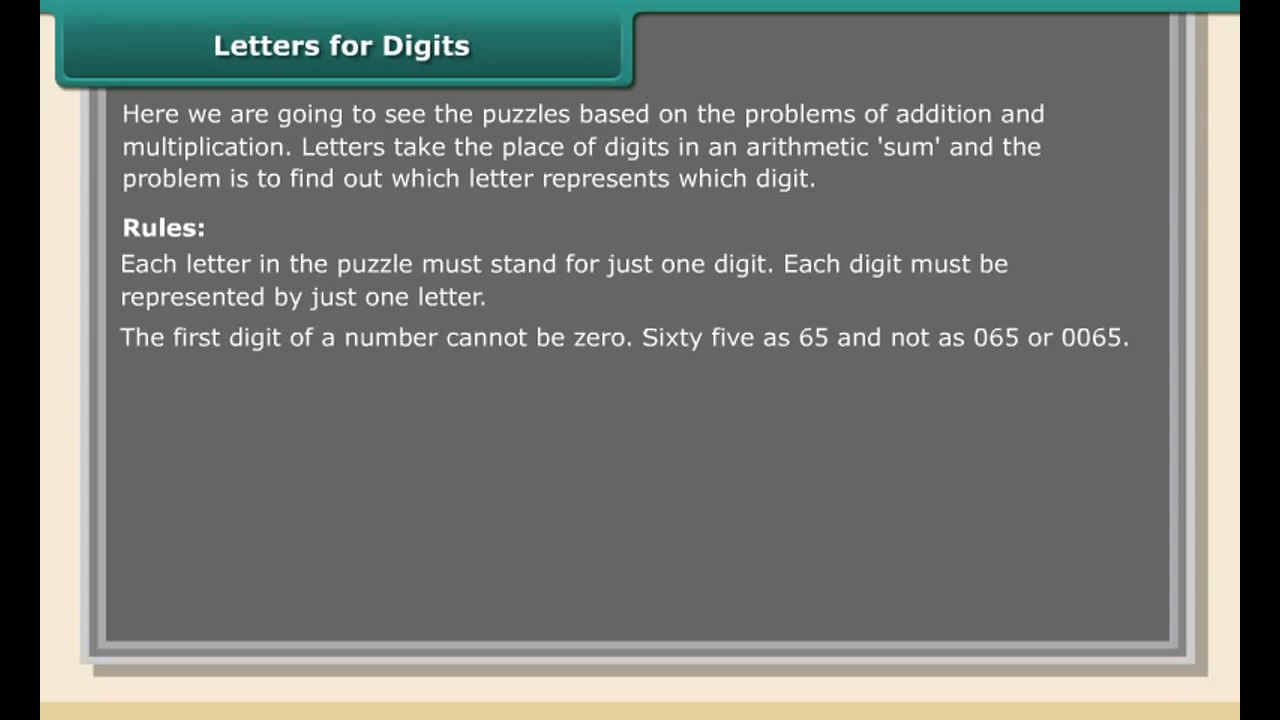 Letters for Digits
Here we are going to see the puzzles based on the problems of addition and
multiplication. Letters take the place of digits in an arithmetic 'sum' and the
problem is to find out which letter represents which digit.
Rules:
Each letter in the puzzle must stand for just one digit. Each digit must be
represented by just one letter.
The first digit of a number cannot be zero. Sixty five as 65 and not as 065 or 0065.